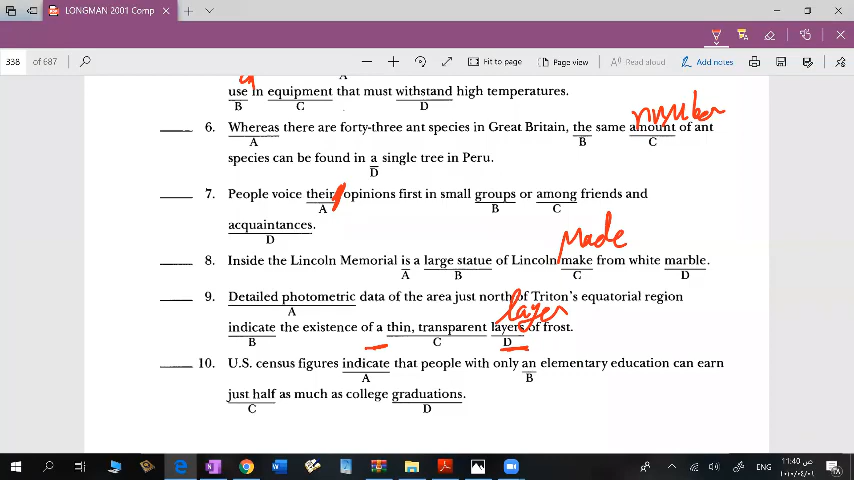 LONGMAN 2001 Comp
338 of 687
Fit to page
Page view
Read aloud
Add notes
A
use in equipment that must withstand high temperatures.
B C D
number
6. Whereas there are forty-three ant species in Great Britain, the same amount of ant
A B C
species can be found in a single tree in Peru.
D
7. People voice their opinions first in small groups or among friends and
A B C
acquaintances.
D
Made
8. Inside the Lincoln Memorial is a large statue of Lincoln make from white marble.
A B C D
9. Detailed photometric data of the area just north of Triton's equatorial region
A
layer
indicate the existence of a thin, transparent layers of frost.
B C D
10. U.S. census figures indicate that people with only an elementary education can earn
A B
just half as much as college graduations.
C D
ENG
11:40 ص